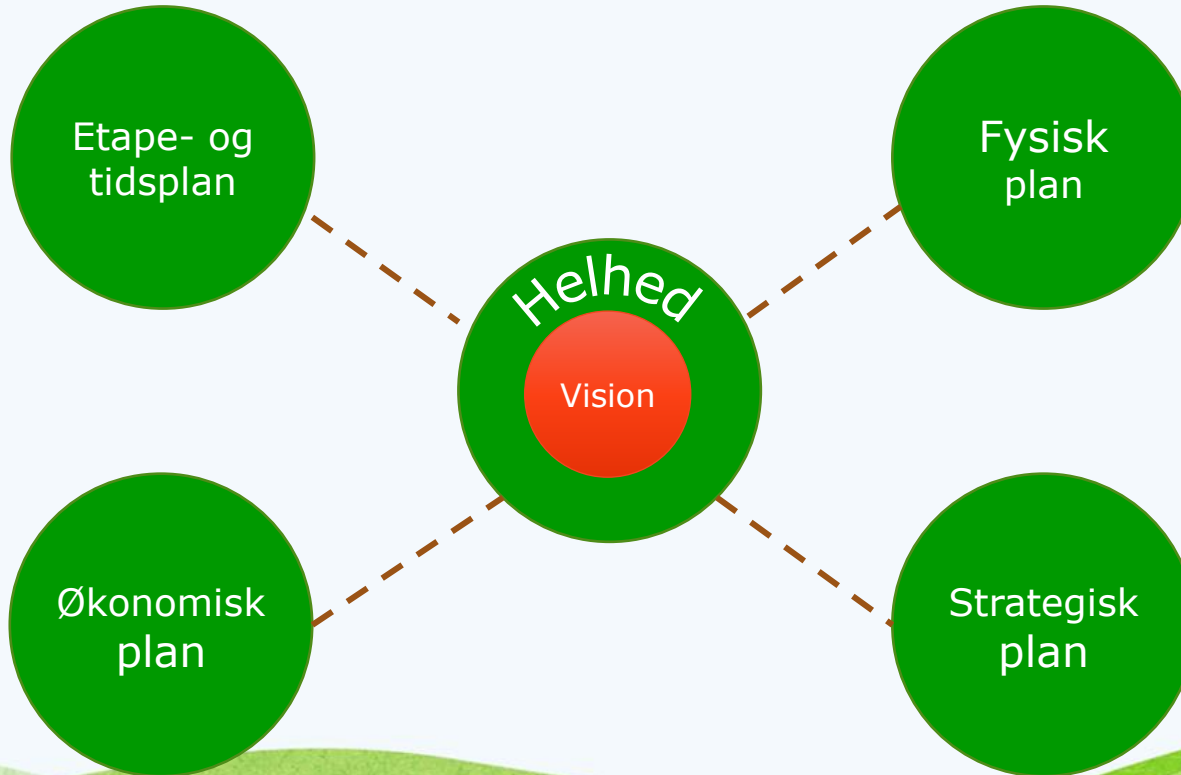 Etape- og
tidsplan
Fysisk
plan
Helhed
Vision
Økonomisk
plan
Strategisk
plan